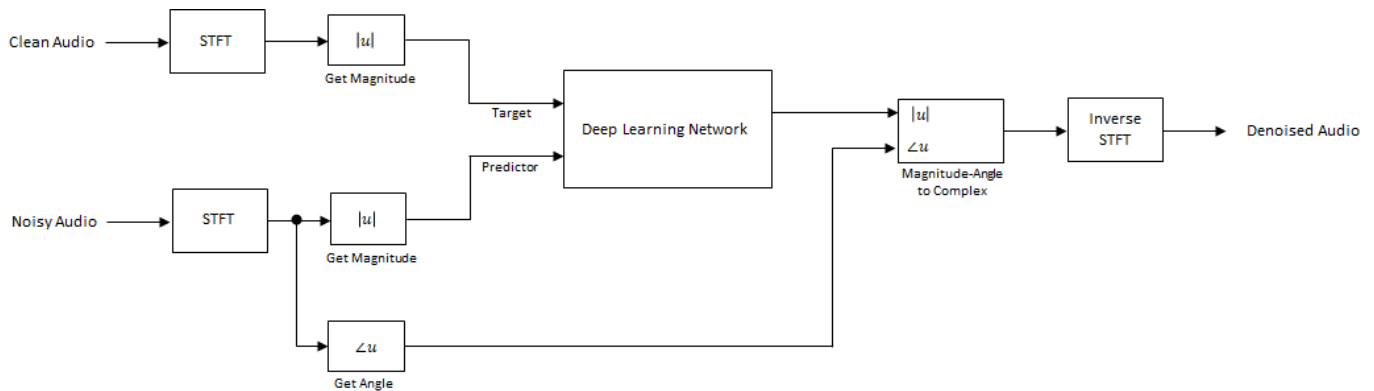 Clean Audio
STFT
|u|
Get Magnitude
Target
Deep Learning Network
Predictor
|u|
∠u
Magnitude-Angle
to Complex
Inverse
STFT
Denoised Audio
Noisy Audio
STFT
|u|
Get Magnitude
∠u
Get Angle